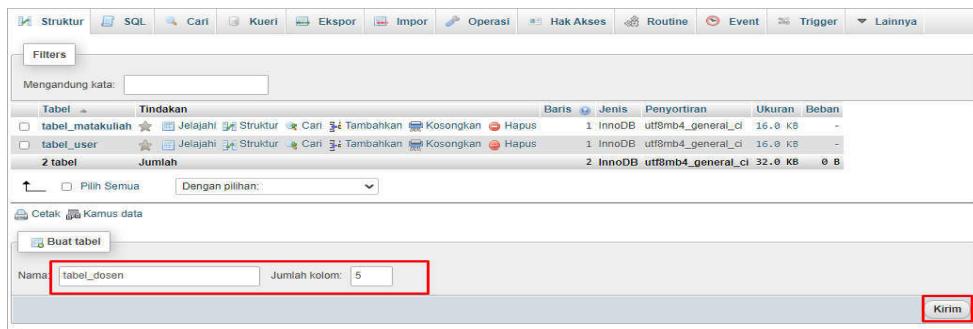 Struktur SQL Cari Kueri Ekspor Impor Operasi Hak Akses Routine Event Trigger Lainnya
Filters
Mengandung kata:
Tabel Tindakan Baris Jenis Penyortiran Ukuran Beban
tabel_matakuliah Jelajahi Struktur Cari Tambahkan Kosongkan Hapus 1 InnoDB utf8mb4_general_ci 16.0 KB -
tabel_user Jelajahi Struktur Cari Tambahkan Kosongkan Hapus 1 InnoDB utf8mb4_general_ci 16.0 KB -
2 tabel Jumlah 2 InnoDB utf8mb4_general_ci 32.0 KB 0 B
Pilih Semua Dengan pilihan:
Cetak Kamus data
Buat tabel
Nama: tabel_dosen Jumlah kolom: 5
Kirim